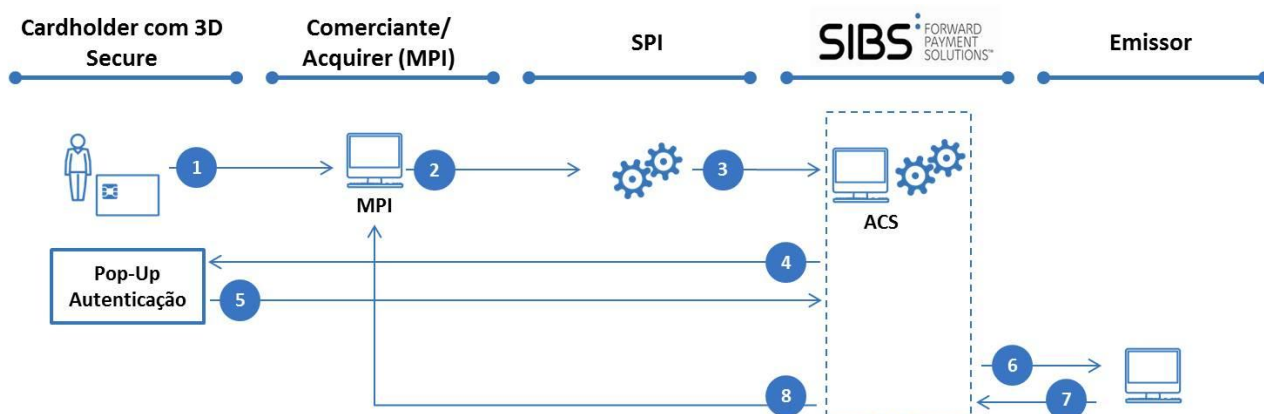 Cardholder com 3D
Secure
Comerciante/
Acquirer (MPI)
SPI
SIBS FORWARD
PAYMENT
SOLUTIONS™
Emissor
1
2
3
MPI
ACS
4
Pop-Up
Autenticação
5
6
7
8